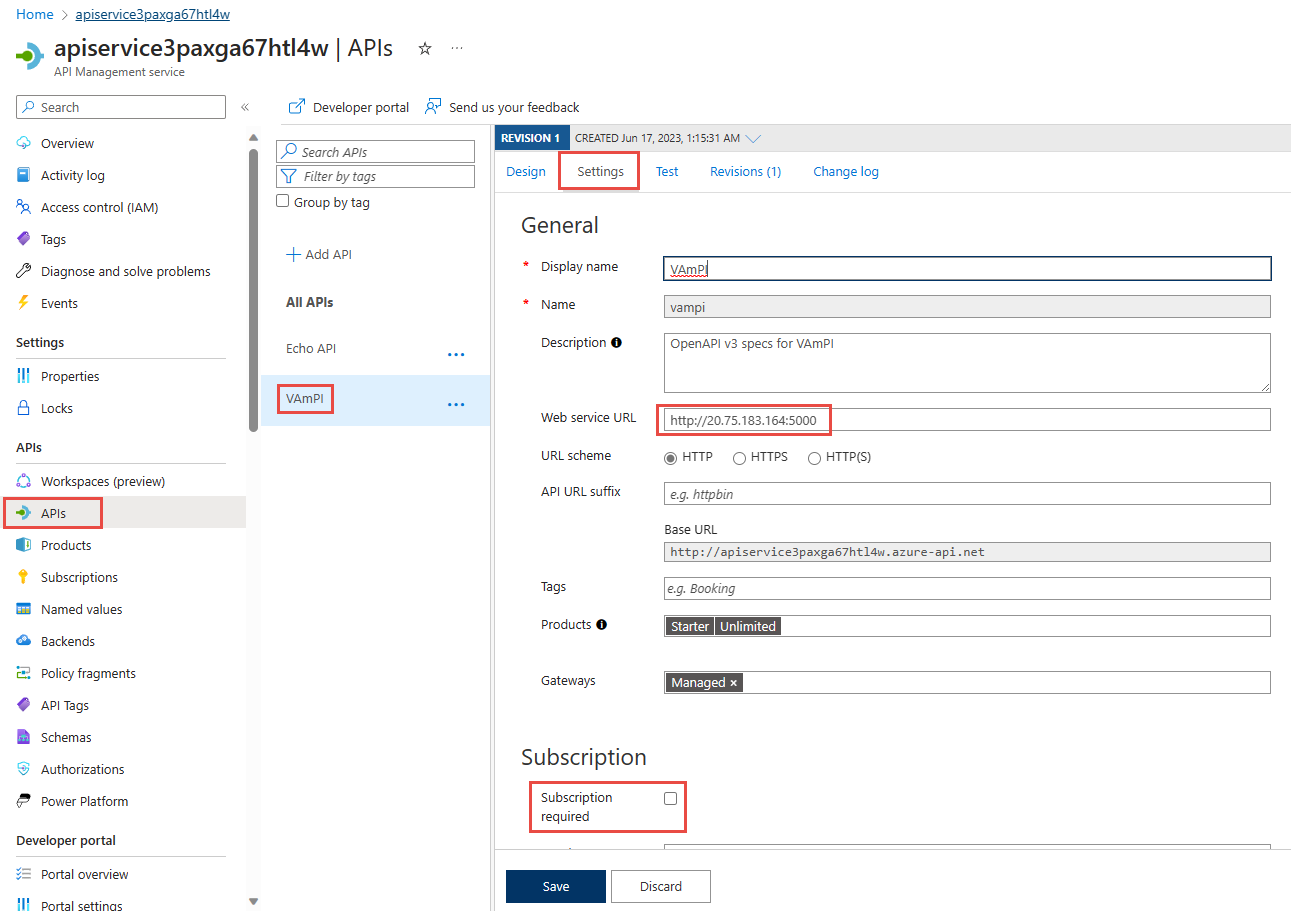 Home > apiservice3paxga67htl4w
apiservice3paxga67htl4w | APIs ☆ ...
API Management service
Search «
Overview
Activity log
Access control (IAM)
Tags
Diagnose and solve problems
Events
Settings
Properties
Locks
APIs
Workspaces (preview)
APIs
Products
Subscriptions
Named values
Backends
Policy fragments
API Tags
Schemas
Authorizations
Power Platform
Developer portal
Portal overview
Portal settings
Developer portal Send us your feedback
Search APIs
Filter by tags
Group by tag
+ Add API
All APIs
Echo API ...
VAmPI ...
REVISION 1 CREATED Jun 17, 2023, 1:15:31 AM
Design Settings Test Revisions (1) Change log
General
* Display name VAmPI
* Name vampi
Description OpenAPI v3 specs for VAmPI
Web service URL http://20.75.183.164:5000
URL scheme HTTP HTTPS HTTP(S)
API URL suffix e.g. httpbin
Base URL
http://apiservice3paxga67htl4w.azure-api.net
Tags e.g. Booking
Products Starter Unlimited
Gateways Managed ×
Subscription
Subscription
required
Save Discard